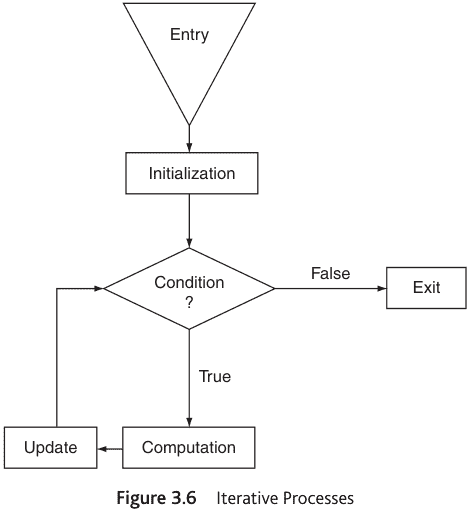 Entry
Initialization
Condition
?
False
Exit
True
Update
Computation
Figure 3.6 Iterative Processes